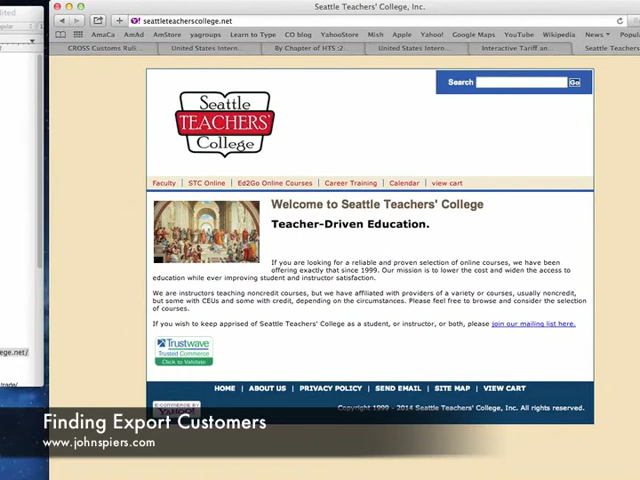 Seattle Teachers' College, Inc.
seattleteacherscollege.net
AmaCa AmAt AmStore yagroups Learn to Type CO blog YahooStore Mish Apple Yahoo! Google Maps YouTube Wikipedia News Popula
CROSS Customs Ruli... United States Intern... By Chapter of HTS :2... United States Intern... Interactive Tariff an... Seattle Teachers
Search Go
Seattle
TEACHERS'
College
Faculty STC Online Ed2Go Online Courses Career Training Calendar view cart
Welcome to Seattle Teachers' College
Teacher-Driven Education.
If you are looking for a reliable and proven selection of online courses, we have been
offering exactly that since 1999. Our mission is to lower the cost and widen the access to
education while ever improving student and instructor satisfaction.
We are instructors teaching noncredit courses, but we have affiliated with providers of a variety or courses, usually noncredit,
but some with CEUs and some with credit, depending on the circumstances. Please feel free to browse and consider the selection
of courses.
If you wish to keep apprised of Seattle Teachers' College as a student, or instructor, or both, please join our mailing list here.
Trustwave
Trusted Commerce
Click to Validate
ege.net/
trade/
HOME ABOUT US PRIVACY POLICY SEND EMAIL SITE MAP VIEW CART
E-COMMERCE BY
YAHOO!
Copyright 1999 - 2014 Seattle Teachers' College, Inc. All rights reserved.
Finding Export Customers
www.johnspiers.com